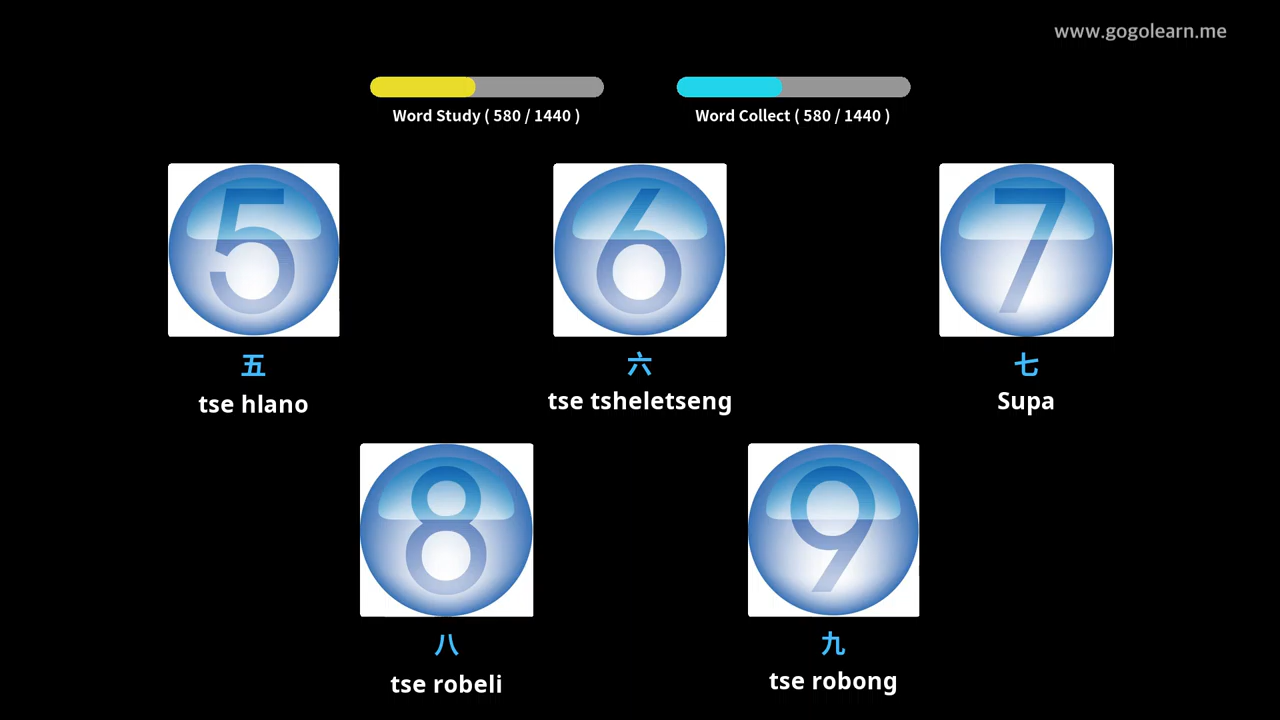 www.gogolearn.me
Word Study ( 580 / 1440 )
Word Collect ( 580 / 1440 )
5
6
7
五
六
七
tse hlano
tse tsheletseng
Supa
8
9
八
九
tse robeli
tse robong